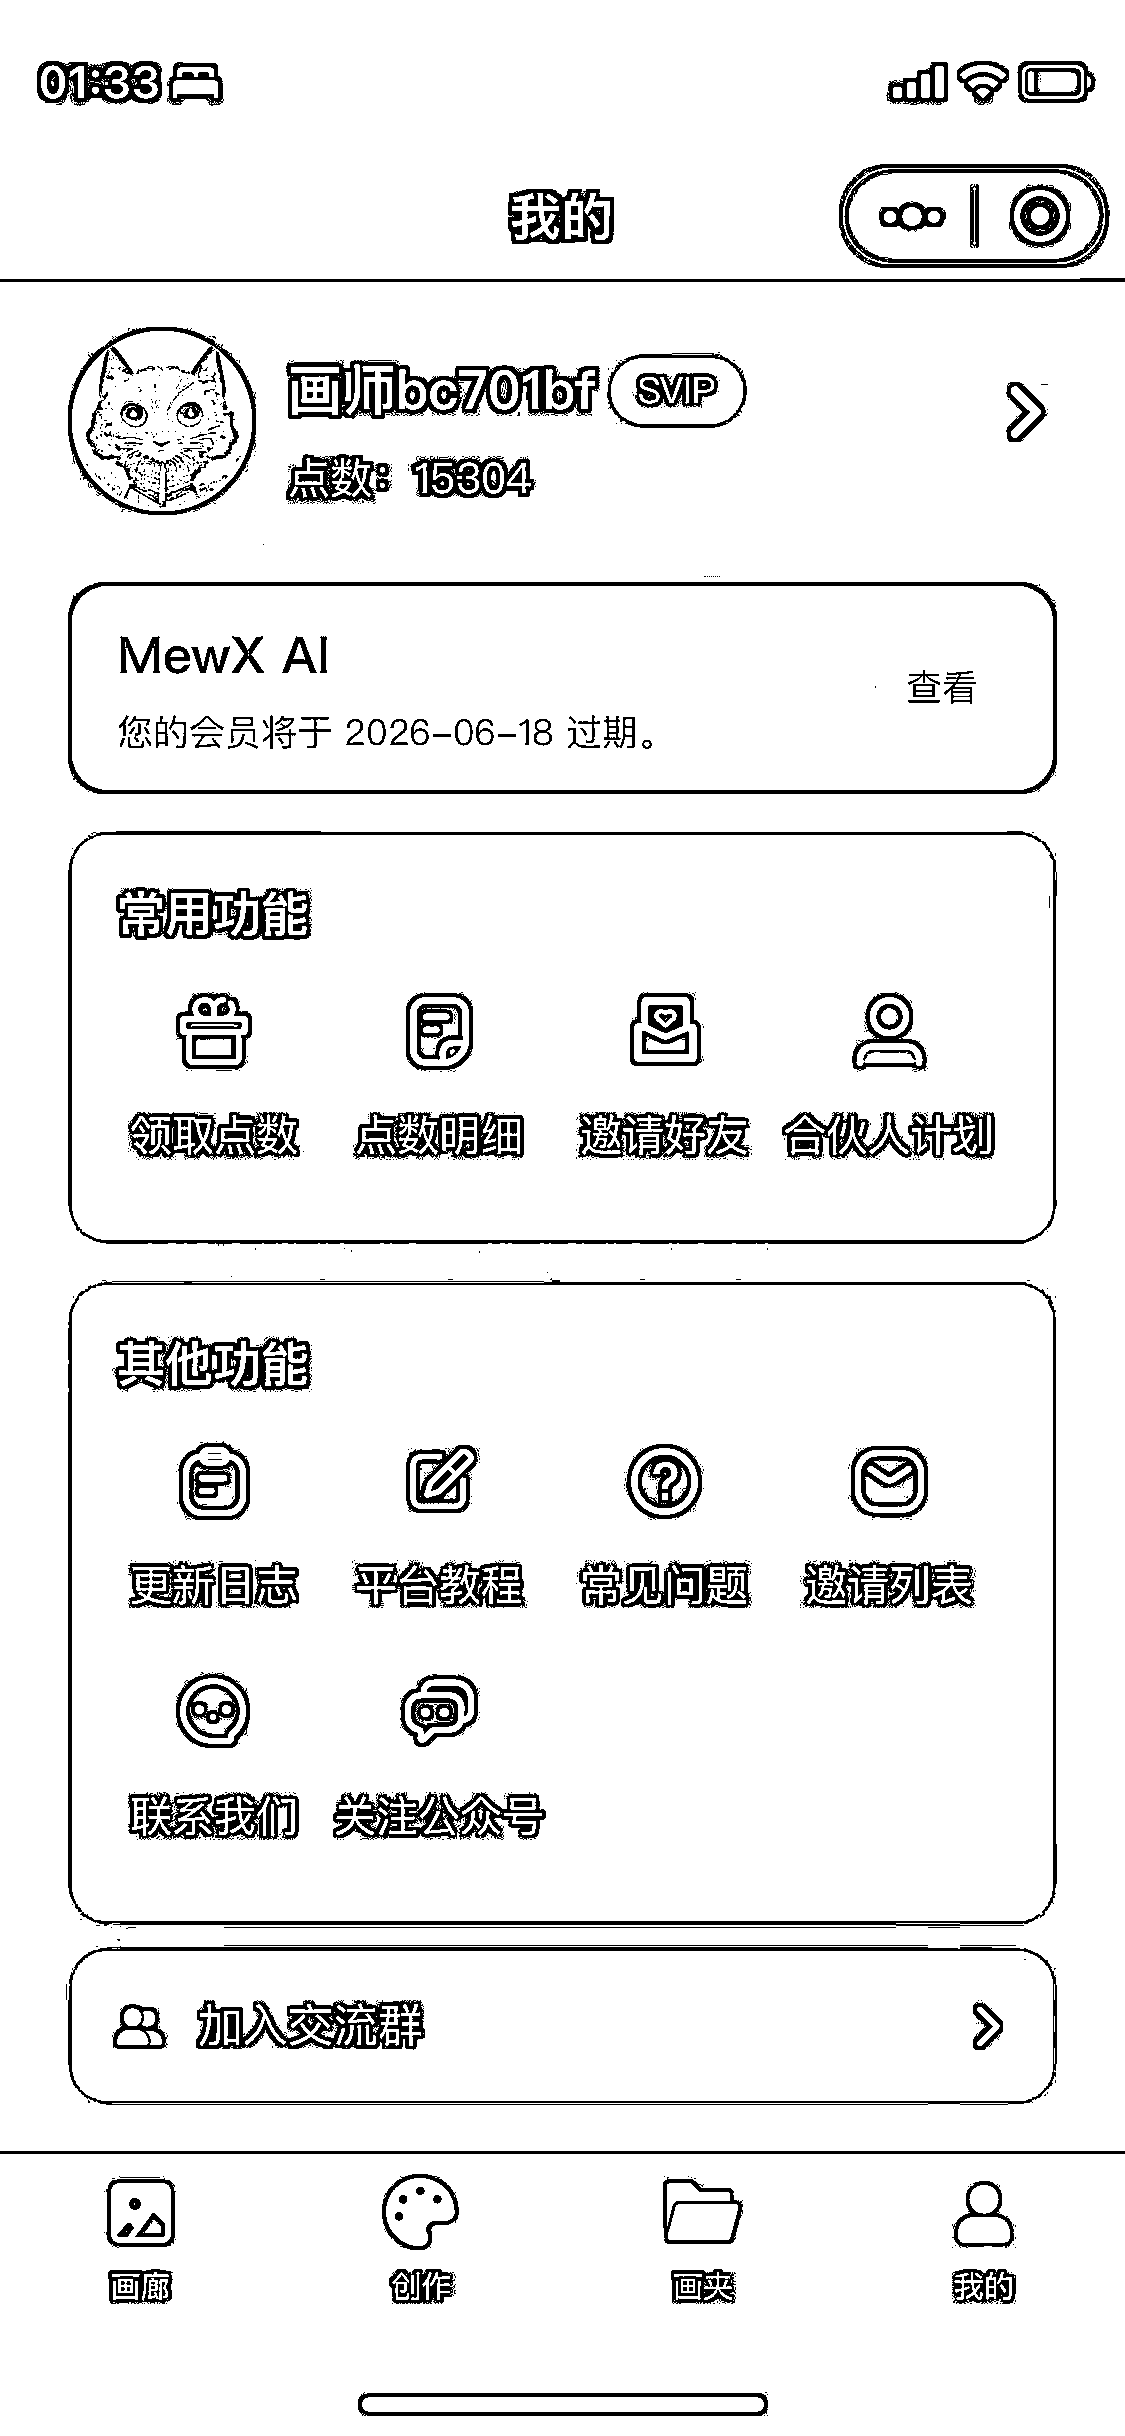 01:33
我的
画师bc701bf SVIP
点数：15304
MewX AI
您的会员将于 2026-06-18 过期。
查看
常用功能
领取点数 点数明细 邀请好友 合伙人计划
其他功能
更新日志 平台教程 常见问题 邀请列表
联系我们 关注公众号
加入交流群
画廊 创作 画夹 我的